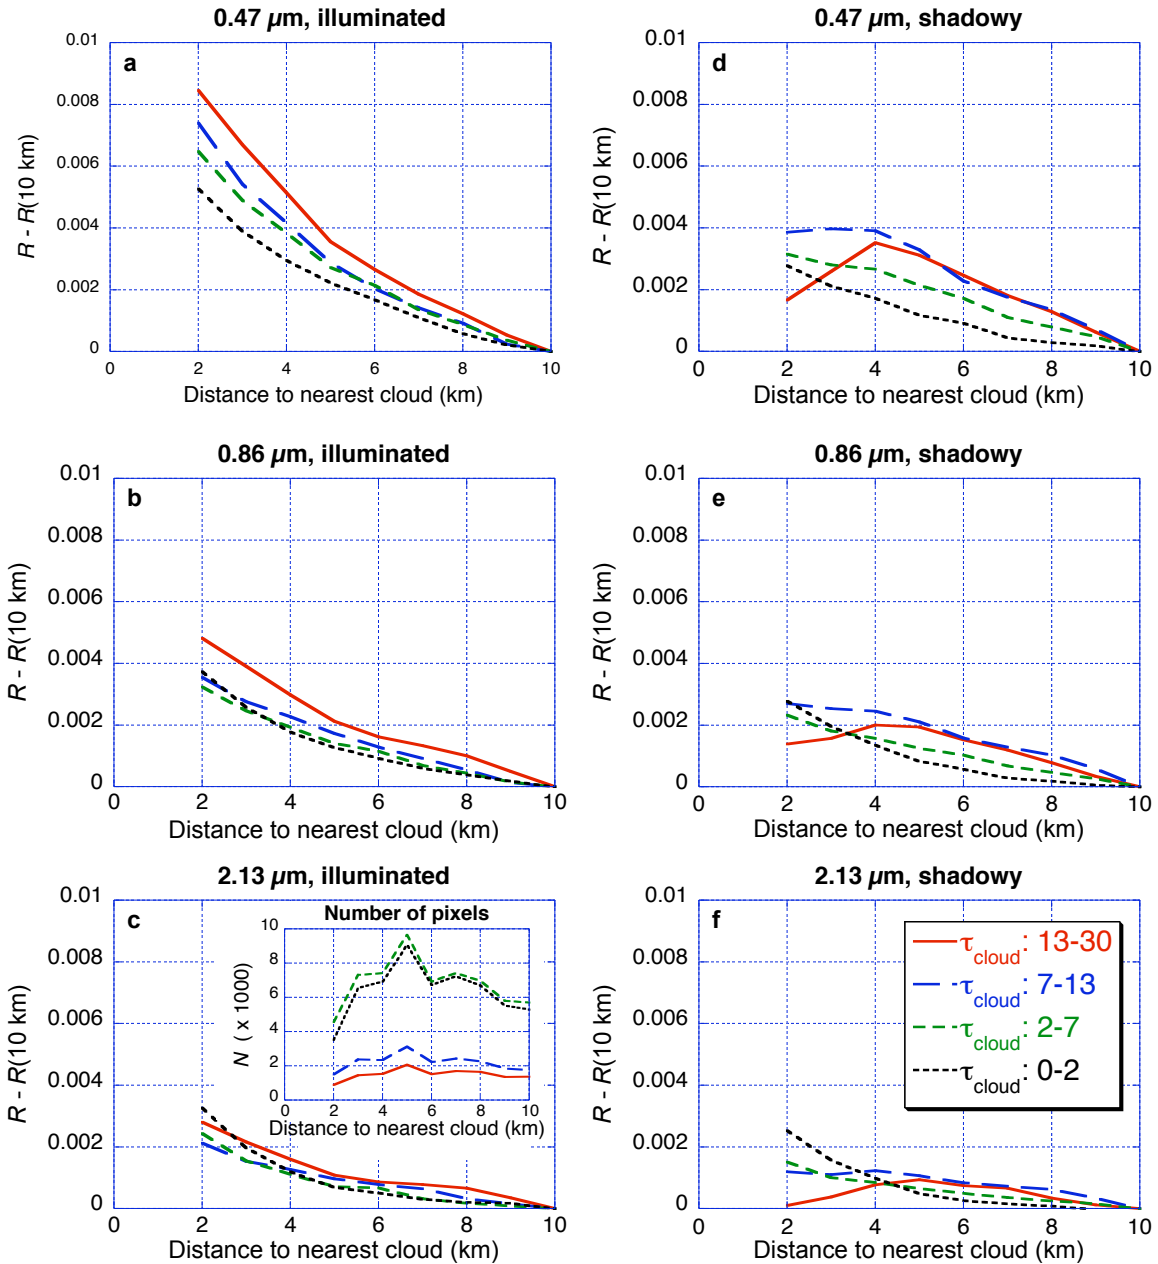 0.47 µm, illuminated
a
0.01
0.008
0.006
0.004
0.002
0
R - R(10 km)
0 2 4 6 8 10
Distance to nearest cloud (km)
0.47 µm, shadowy
d
0.01
0.008
0.006
0.004
0.002
0
R - R(10 km)
0 2 4 6 8 10
Distance to nearest cloud (km)
0.86 µm, illuminated
b
0.01
0.008
0.006
0.004
0.002
0
R - R(10 km)
0 2 4 6 8 10
Distance to nearest cloud (km)
0.86 µm, shadowy
e
0.01
0.008
0.006
0.004
0.002
0
R - R(10 km)
0 2 4 6 8 10
Distance to nearest cloud (km)
2.13 µm, illuminated
c
0.01
0.008
0.006
0.004
0.002
0
R - R(10 km)
0 2 4 6 8 10
Distance to nearest cloud (km)
Number of pixels
10
8
6
4
2
0
N (x 1000)
0 2 4 6 8 10
Distance to nearest cloud (km)
2.13 µm, shadowy
f
0.01
0.008
0.006
0.004
0.002
0
R - R(10 km)
0 2 4 6 8 10
Distance to nearest cloud (km)
τcloud: 13-30
τcloud: 7-13
τcloud: 2-7
τcloud: 0-2